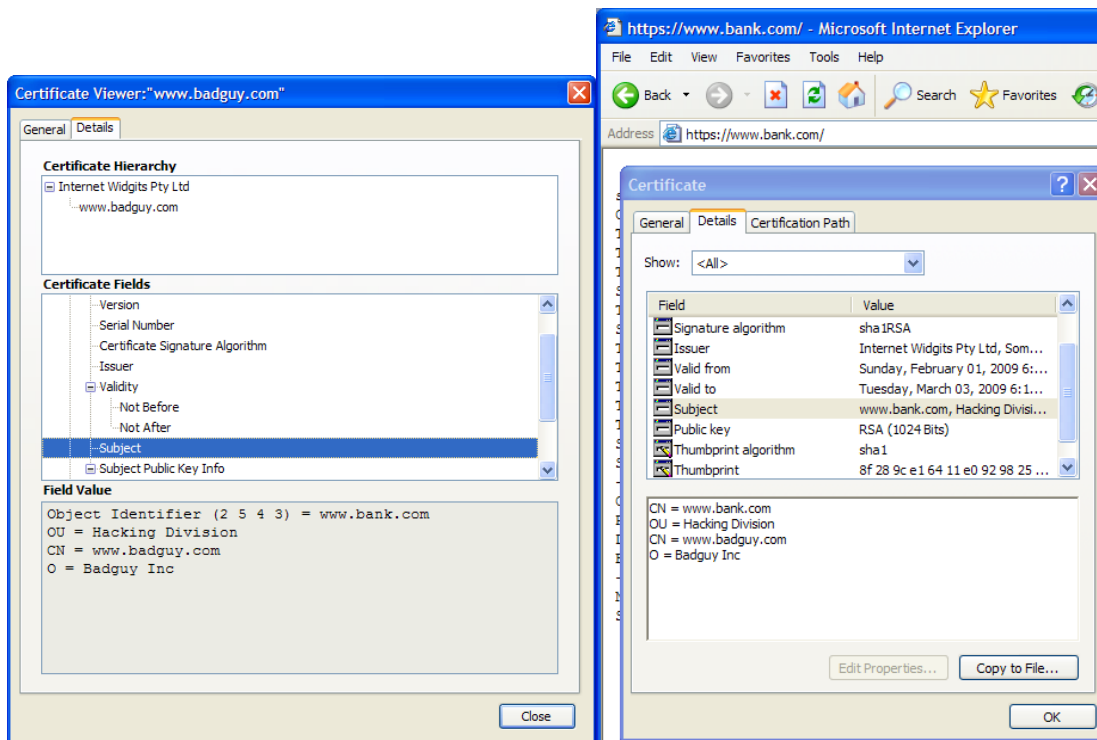 Certificate Viewer:"www.badguy.com"
General Details
Certificate Hierarchy
Internet Widgits Pty Ltd
www.badguy.com
Certificate Fields
Version
Serial Number
Certificate Signature Algorithm
Issuer
Validity
Not Before
Not After
Subject
Subject Public Key Info
Field Value
Object Identifier (2 5 4 3) = www.bank.com
OU = Hacking Division
CN = www.badguy.com
O = Badguy Inc
Close
https://www.bank.com/ - Microsoft Internet Explorer
File Edit View Favorites Tools Help
Back Search Favorites
Address https://www.bank.com/
Certificate
General Details Certification Path
Show: <All>
Field Value
Signature algorithm sha1RSA
Issuer Internet Widgits Pty Ltd, Som...
Valid from Sunday, February 01, 2009 6:...
Valid to Tuesday, March 03, 2009 6:1...
Subject www.bank.com, Hacking Divisi...
Public key RSA (1024 Bits)
Thumbprint algorithm sha1
Thumbprint 8f 28 9c e1 64 11 e0 92 98 25 ...
CN = www.bank.com
OU = Hacking Division
CN = www.badguy.com
O = Badguy Inc
Edit Properties... Copy to File...
OK